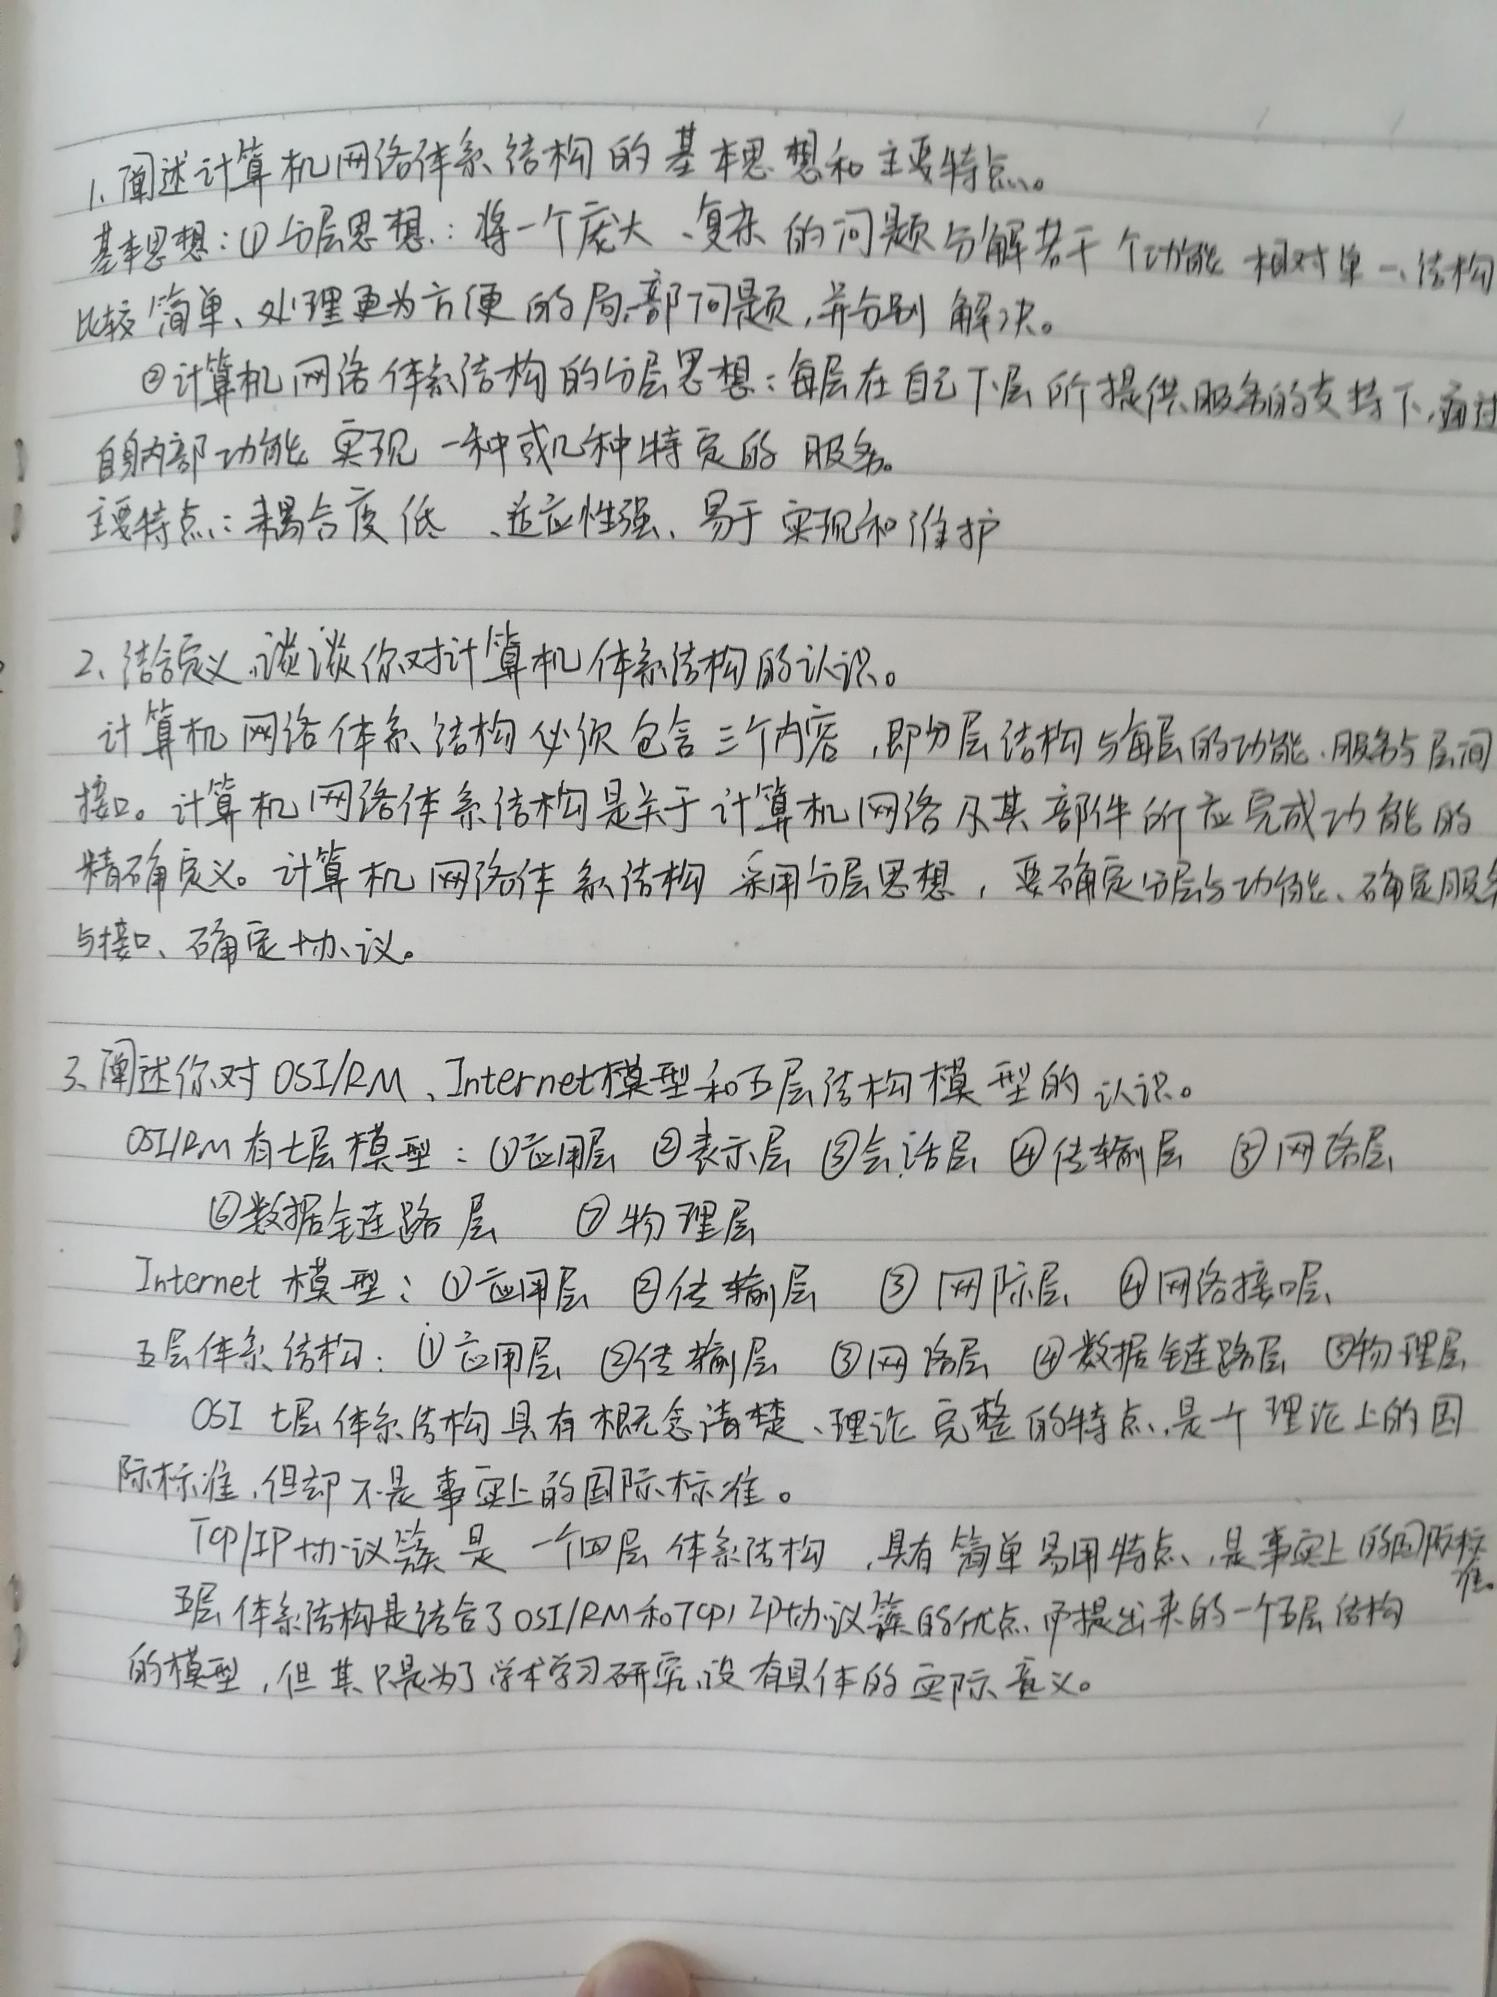 1、阐述计算机网络体系结构的基本思想和主要特点。
基本思想：①分层思想：将一个庞大、复杂的问题分解若干个功能相对单一、结构
比较简单、处理更为方便的局部问题，并分别解决。
②计算机网络体系结构的分层思想：每层在自己下层所提供服务的支持下，通过
自身内部功能实现一种或几种特定的服务。
主要特点：耦合度低、适应性强、易于实现和维护
2、结合定义，谈谈你对计算机体系结构的认识。
计算机网络体系结构必须包含三个内容，即分层结构与每层的功能、服务与层间
接口。计算机网络体系结构是关于计算机网络及其部件所应完成功能的
精确定义。计算机网络体系结构采用分层思想，要确定分层与功能、确定服务
与接口、确定协议。
3、阐述你对OSI/RM、Internet模型和五层结构模型的认识。
OSI/RM有七层模型：①应用层 ②表示层 ③会话层 ④传输层 ⑤网络层
⑥数据链路层 ⑦物理层
Internet模型：①应用层 ②传输层 ③网际层 ④网络接口层
五层体系结构：①应用层 ②传输层 ③网络层 ④数据链路层 ⑤物理层
OSI七层体系结构具有概念清楚、理论完整的特点，是一个理论上的国
际标准，但却不是事实上的国际标准。
TCP/IP协议簇是一个四层体系结构，具有简单易用特点，是事实上的国际标
准。
五层体系结构是结合了OSI/RM和TCP/IP协议簇的优点而提出来的一个五层结构
的模型，但其只是为了学术学习研究，没有具体的实际意义。